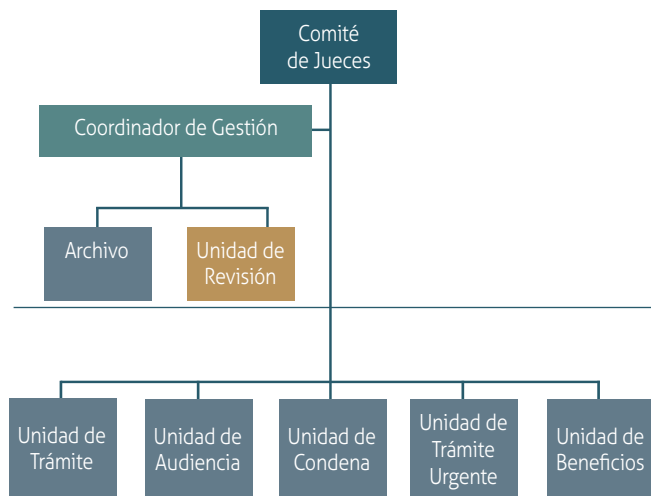 Comité
de Jueces
Coordinador de Gestión
Archivo
Unidad de
Revisión
Unidad de
Trámite
Unidad de
Audiencia
Unidad de
Condena
Unidad de
Trámite
Urgente
Unidad de
Beneficios